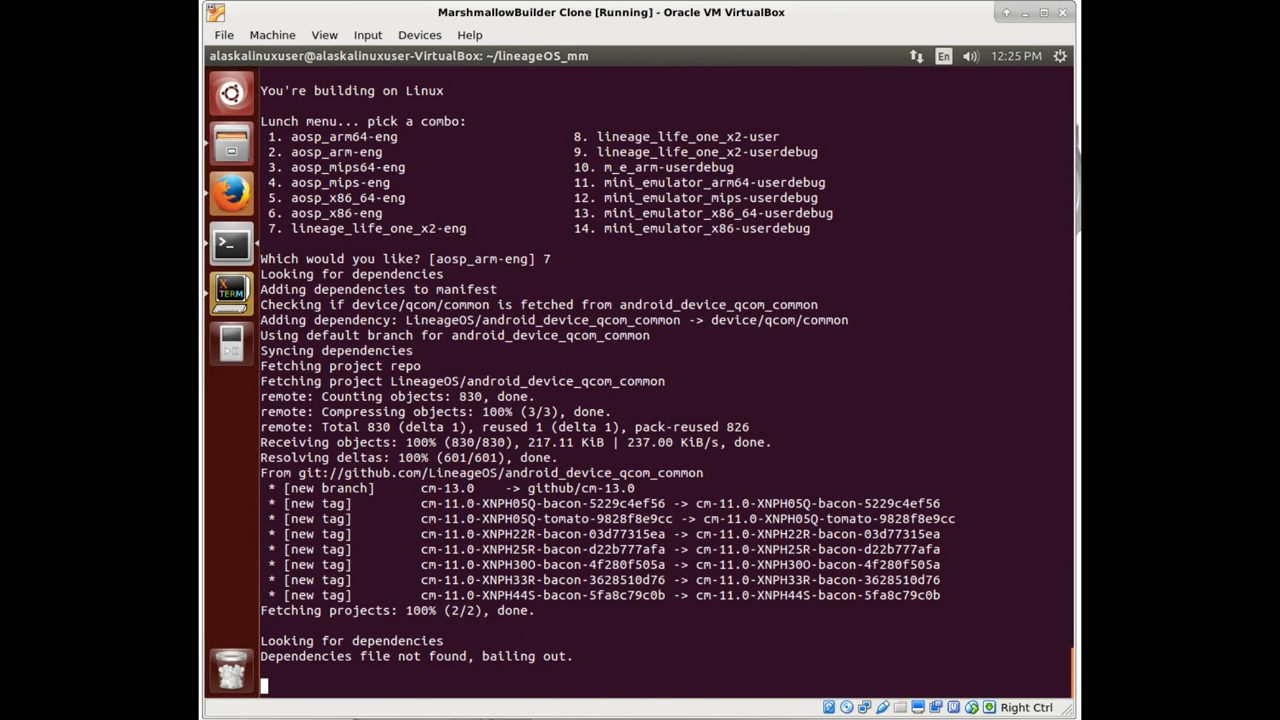 MarshmallowBuilder Clone [Running] - Oracle VM VirtualBox
File Machine View Input Devices Help
alaskalinuxuser@alaskalinuxuser-VirtualBox: ~/lineageOS_mm En 12:25 PM
You're building on Linux
Lunch menu... pick a combo:
1. aosp_arm64-eng 8. lineage_life_one_x2-user
2. aosp_arm-eng 9. lineage_life_one_x2-userdebug
3. aosp_mips64-eng 10. m_e_arm-userdebug
4. aosp_mips-eng 11. mini_emulator_arm64-userdebug
5. aosp_x86_64-eng 12. mini_emulator_mips-userdebug
6. aosp_x86-eng 13. mini_emulator_x86_64-userdebug
7. lineage_life_one_x2-eng 14. mini_emulator_x86-userdebug
Which would you like? [aosp_arm-eng] 7
Looking for dependencies
Adding dependencies to manifest
Checking if device/qcom/common is fetched from android_device_qcom_common
Adding dependency: LineageOS/android_device_qcom_common -> device/qcom/common
Using default branch for android_device_qcom_common
Syncing dependencies
Fetching project repo
Fetching project LineageOS/android_device_qcom_common
remote: Counting objects: 830, done.
remote: Compressing objects: 100% (3/3), done.
remote: Total 830 (delta 1), reused 1 (delta 1), pack-reused 826
Receiving objects: 100% (830/830), 217.11 KiB | 237.00 KiB/s, done.
Resolving deltas: 100% (601/601), done.
From git://github.com/LineageOS/android_device_qcom_common
* [new branch] cm-13.0 -> github/cm-13.0
* [new tag] cm-11.0-XNPH05Q-bacon-5229c4ef56 -> cm-11.0-XNPH05Q-bacon-5229c4ef56
* [new tag] cm-11.0-XNPH05Q-tomato-9828f8e9cc -> cm-11.0-XNPH05Q-tomato-9828f8e9cc
* [new tag] cm-11.0-XNPH22R-bacon-03d77315ea -> cm-11.0-XNPH22R-bacon-03d77315ea
* [new tag] cm-11.0-XNPH25R-bacon-d22b777afa -> cm-11.0-XNPH25R-bacon-d22b777afa
* [new tag] cm-11.0-XNPH30O-bacon-4f280f505a -> cm-11.0-XNPH30O-bacon-4f280f505a
* [new tag] cm-11.0-XNPH33R-bacon-3628510d76 -> cm-11.0-XNPH33R-bacon-3628510d76
* [new tag] cm-11.0-XNPH44S-bacon-5fa8c79c0b -> cm-11.0-XNPH44S-bacon-5fa8c79c0b
Fetching projects: 100% (2/2), done.
Looking for dependencies
Dependencies file not found, bailing out.
X
TERM
Right Ctrl